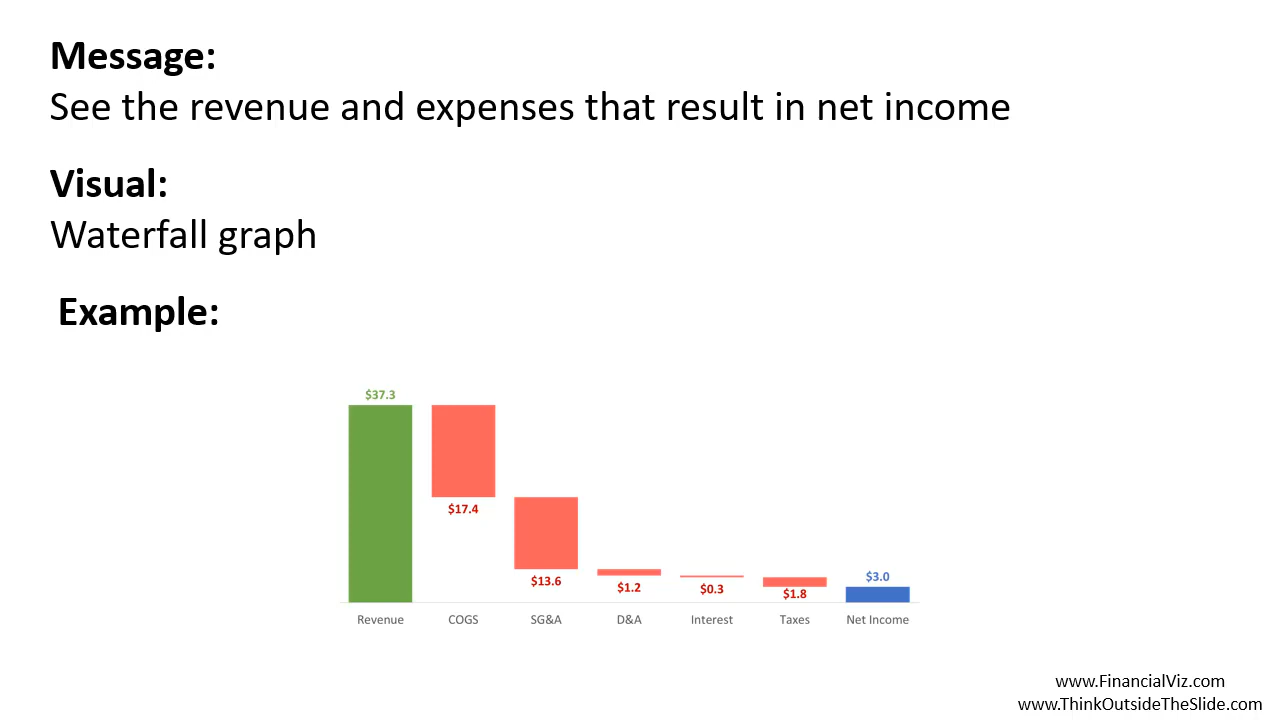 Message:
See the revenue and expenses that result in net income
Visual:
Waterfall graph
Example:
$37.3
$17.4
$13.6
$1.2
$0.3
$1.8
$3.0
Revenue COGS SG&A D&A Interest Taxes Net Income
www.FinancialViz.com
www.ThinkOutsideTheSlide.com